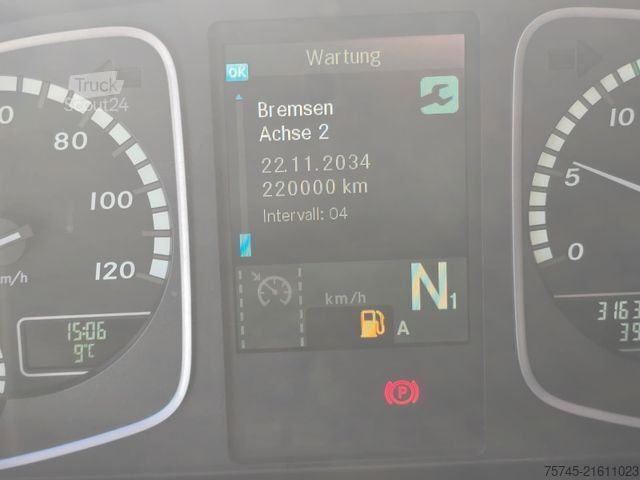 Wartung
OK
Bremsen
Achse 2
22.11.2034
220000 km
Intervall: 04
km/h
N1
A
P
Truck
Scout24
80
100
120
km/h
15:06
9°C
10
5
0
75745-21611023